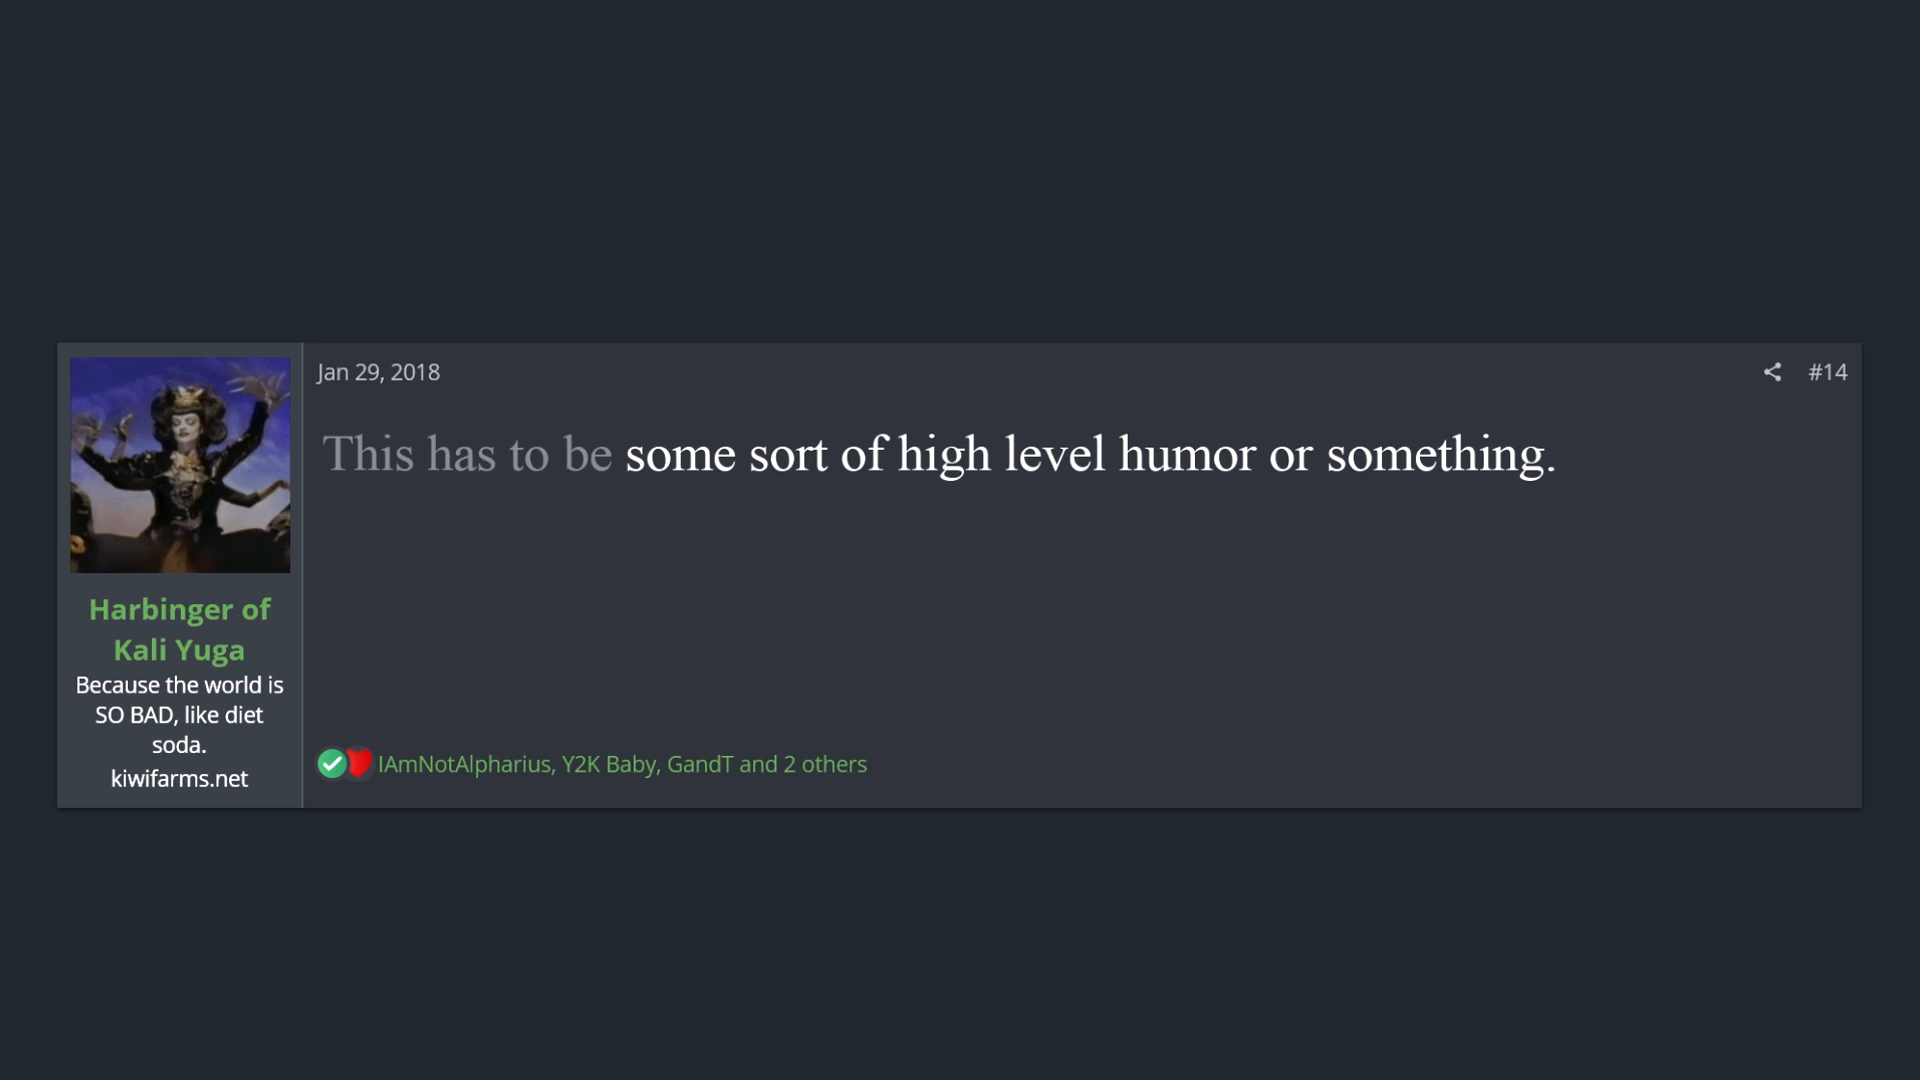 Jan 29, 2018
#14
This has to be some sort of high level humor or something.
Harbinger of
Kali Yuga
Because the world is
SO BAD, like diet
soda.
kiwifarms.net
IAmNotAlpharius, Y2K Baby, GandT and 2 others